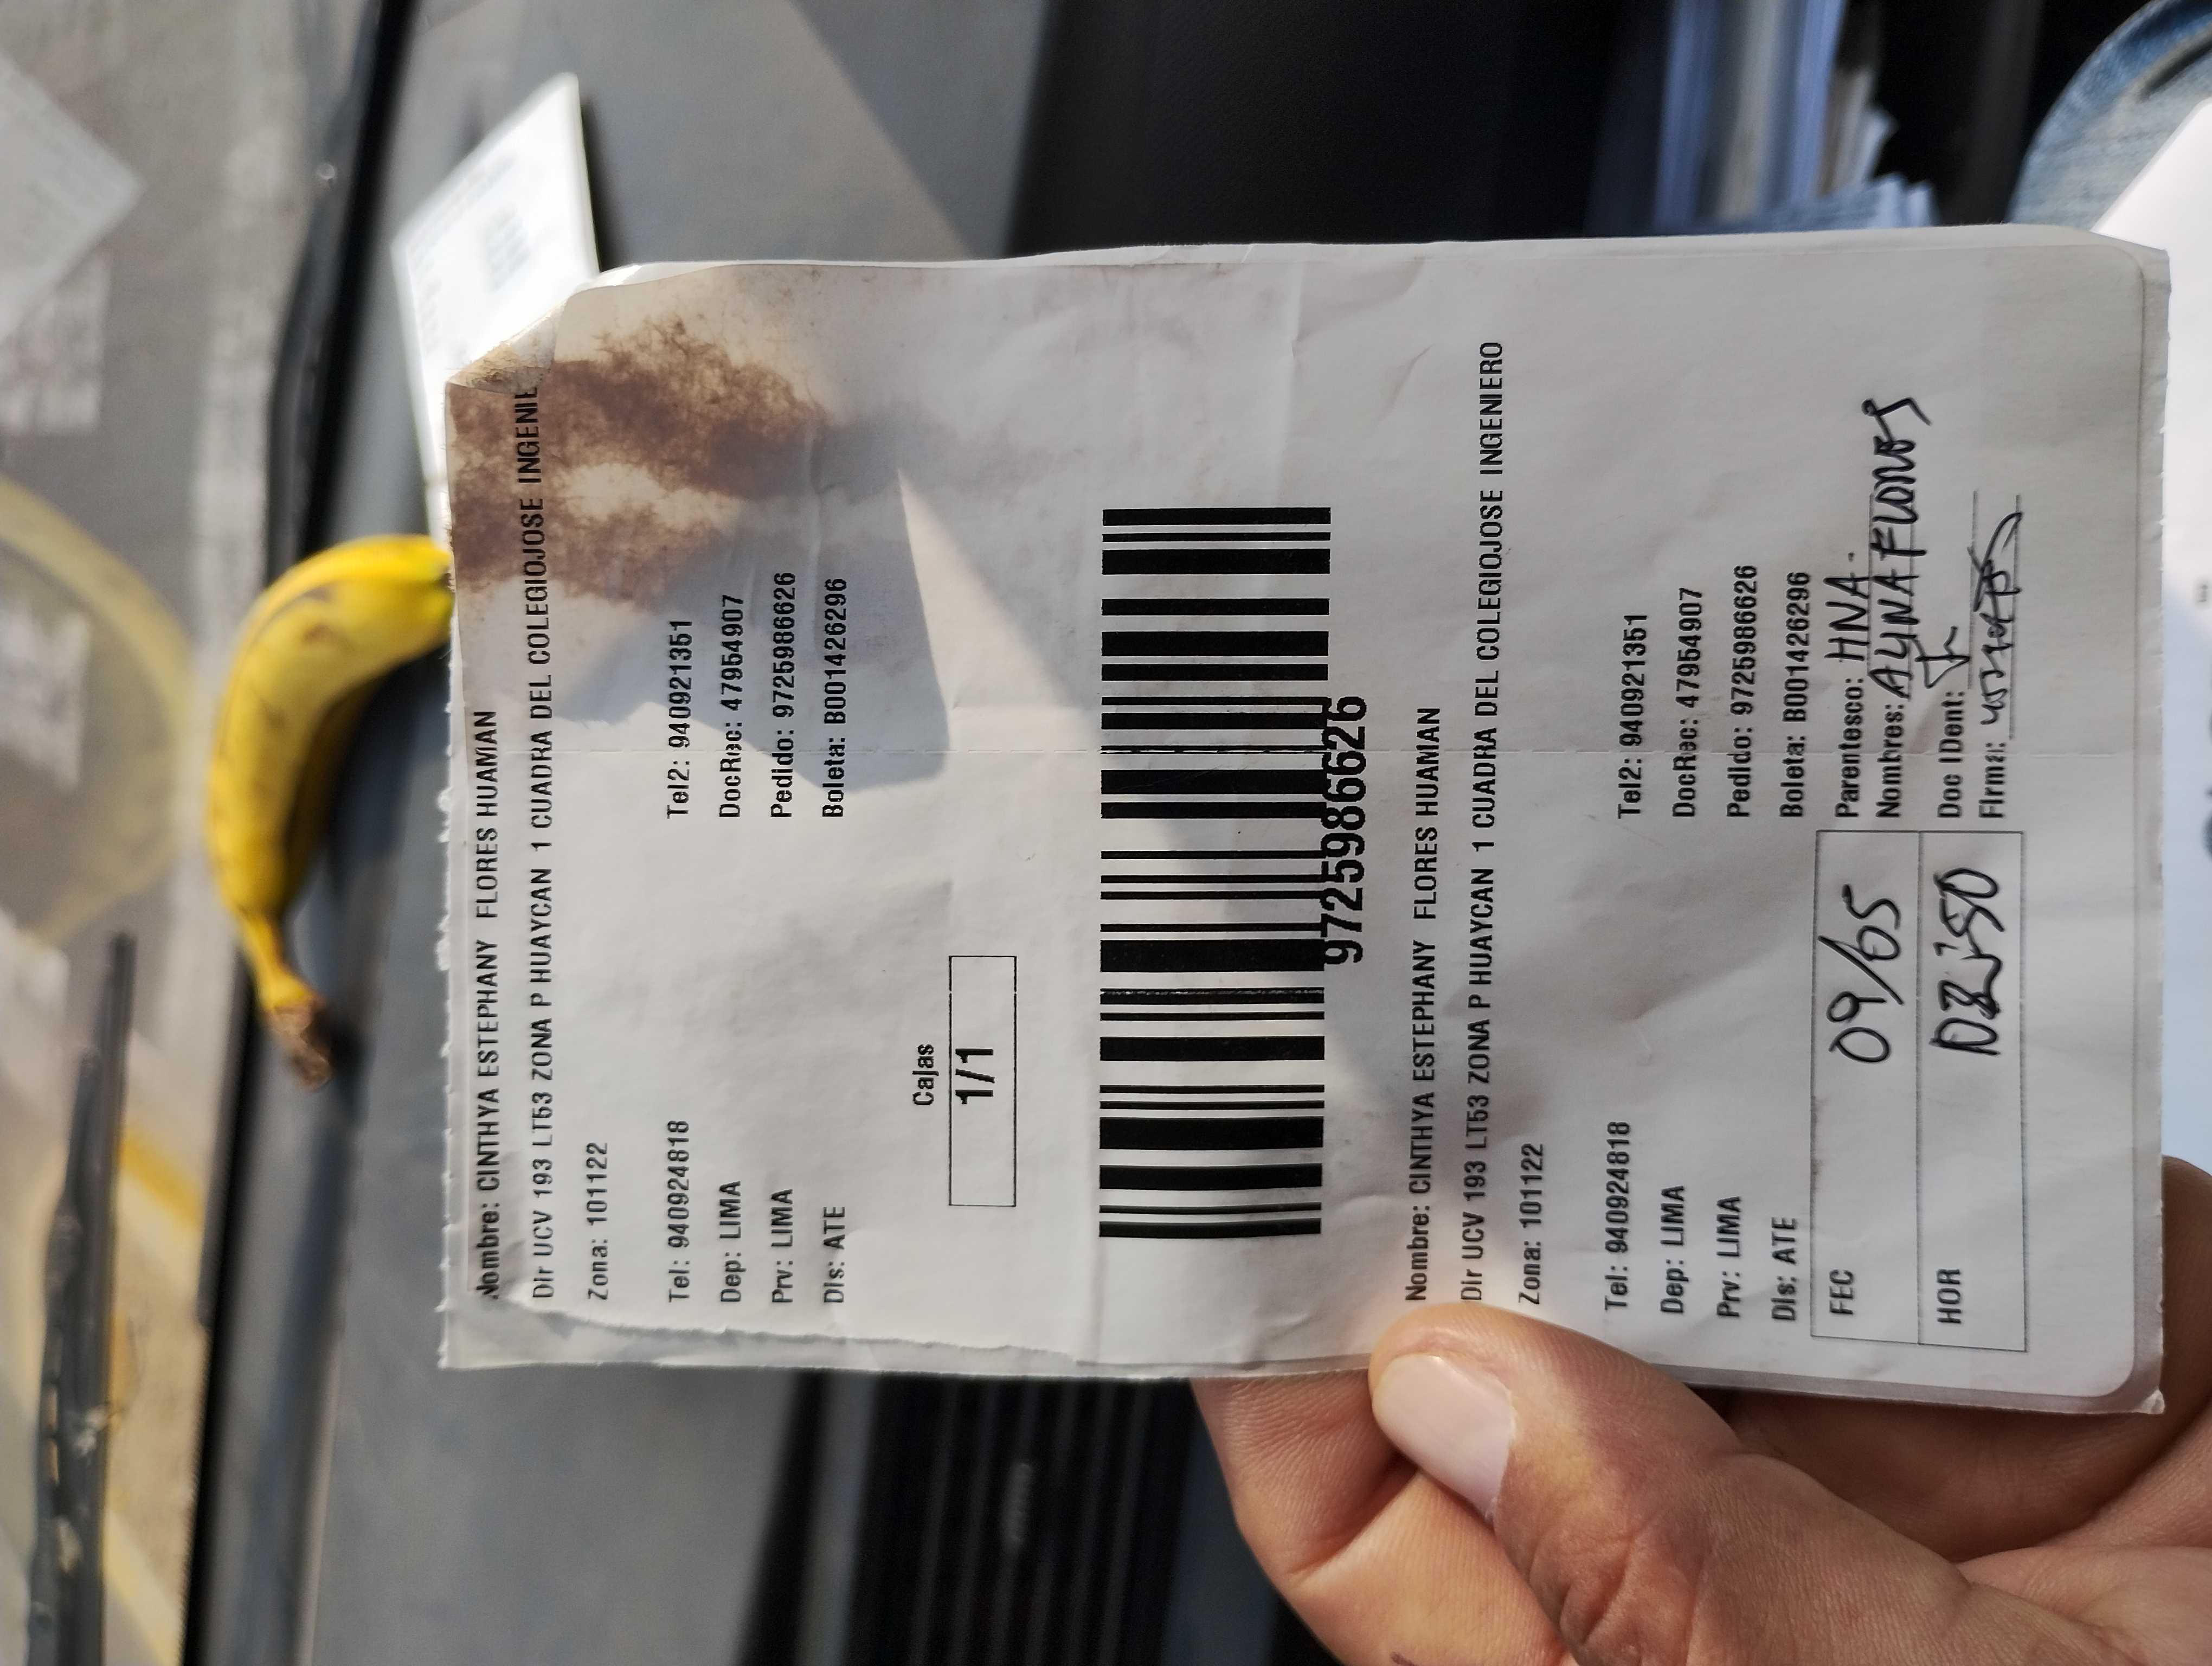 Nombre: CINTHYA ESTEPHANY FLORES HUAMAN
Dir UCV 193 LT53 ZONA P HUAYCAN 1 CUADRA DEL COLEGIOJOSE INGENIE
Zona: 101122
Tel: 940924818 Tel2: 940921351
Dep: LIMA DocRec: 47954907
Prv: LIMA Pedido: 9725986626
Dis: ATE Boleta: B001426296
Cajas
1/1
9725986626
Nombre: CINTHYA ESTEPHANY FLORES HUAMAN
Dir UCV 193 LT53 ZONA P HUAYCAN 1 CUADRA DEL COLEGIOJOSE INGENIERO
Zona: 101122
Tel: 940924818 Tel2: 940921351
Dep: LIMA DocRec: 47954907
Prv: LIMA Pedido: 9725986626
Dis: ATE Boleta: B001426296
FEC 09/05 Parentesco: HNA.
Nombres: FLORES
HOR Doc IDent:
Firma: